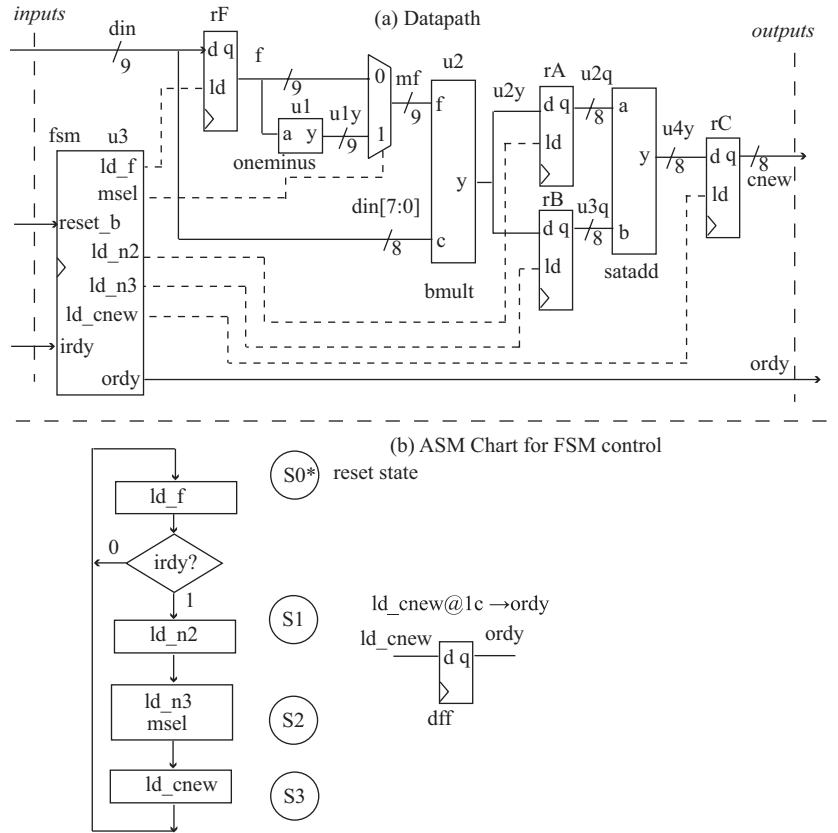 inputs
(a) Datapath
outputs
din
9
rF
d q
ld
f
9
u1
a y
oneminus
u1y
9
0
1
mf
9
u2
f
y
c
bmult
din[7:0]
8
u2y
rA
d q
ld
u2q
8
rB
d q
ld
u3q
8
a
y
b
satadd
u4y
8
rC
d q
ld
8
cnew
fsm u3
ld_f
msel
reset_b
ld_n2
ld_n3
ld_cnew
irdy
ordy
ordy
(b) ASM Chart for FSM control
S0* reset state
ld_f
0
irdy?
1
ld_n2
S1
ld_n3
msel
S2
ld_cnew
S3
ld_cnew@1c →ordy
ld_cnew
ordy
d q
dff